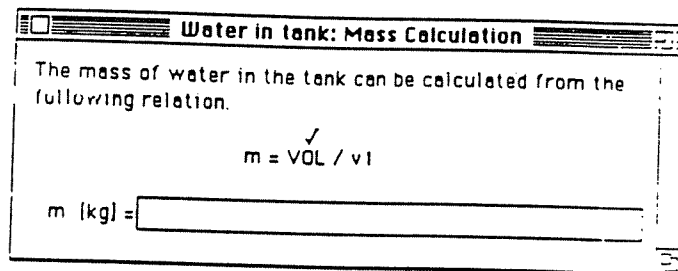 Water in tank: Mass Calculation
The mass of water in the tank can be calculated from the
following relation.
✓
m = VOL / v1
m (kg) =